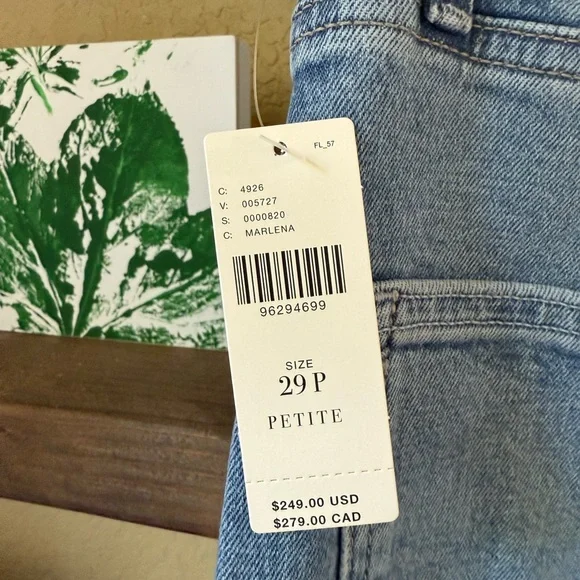 FL_57
C: 4926
V: 005727
S: 0000820
C: MARLENA
96294699
SIZE
29 P
PETITE
$249.00 USD
$279.00 CAD